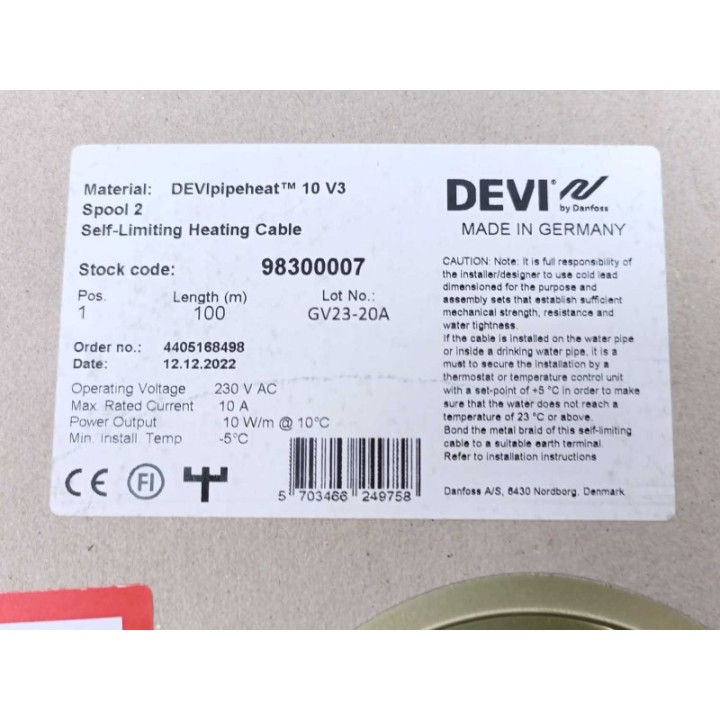 Material: DEVIpipeheat™ 10 V3
Spool 2
Self-Limiting Heating Cable
Stock code: 98300007
Pos. Length (m) Lot No.:
1 100 GV23-20A
Order no.: 4405168498
Date: 12.12.2022
Operating Voltage 230 V AC
Max. Rated Current 10 A
Power Output 10 W/m @ 10°C
Min. Install. Temp -5°C
CE FI
5 703466 249758
DEVI®
by Danfoss
MADE IN GERMANY
CAUTION: Note: It is full responsibility of
the installer/designer to use cold lead
dimensioned for the purpose and
assembly sets that establish sufficient
mechanical strength, resistance and
water tightness.
If the cable is installed on the water pipe
or inside a drinking water pipe, it is a
must to secure the installation by a
thermostat or temperature control unit
with a set-point of +5 °C in order to make
sure that the water does not reach a
temperature of 23 °C or above.
Bond the metal braid of this self-limiting
cable to a suitable earth terminal.
Refer to installation instructions
Danfoss A/S, 6430 Nordborg, Denmark